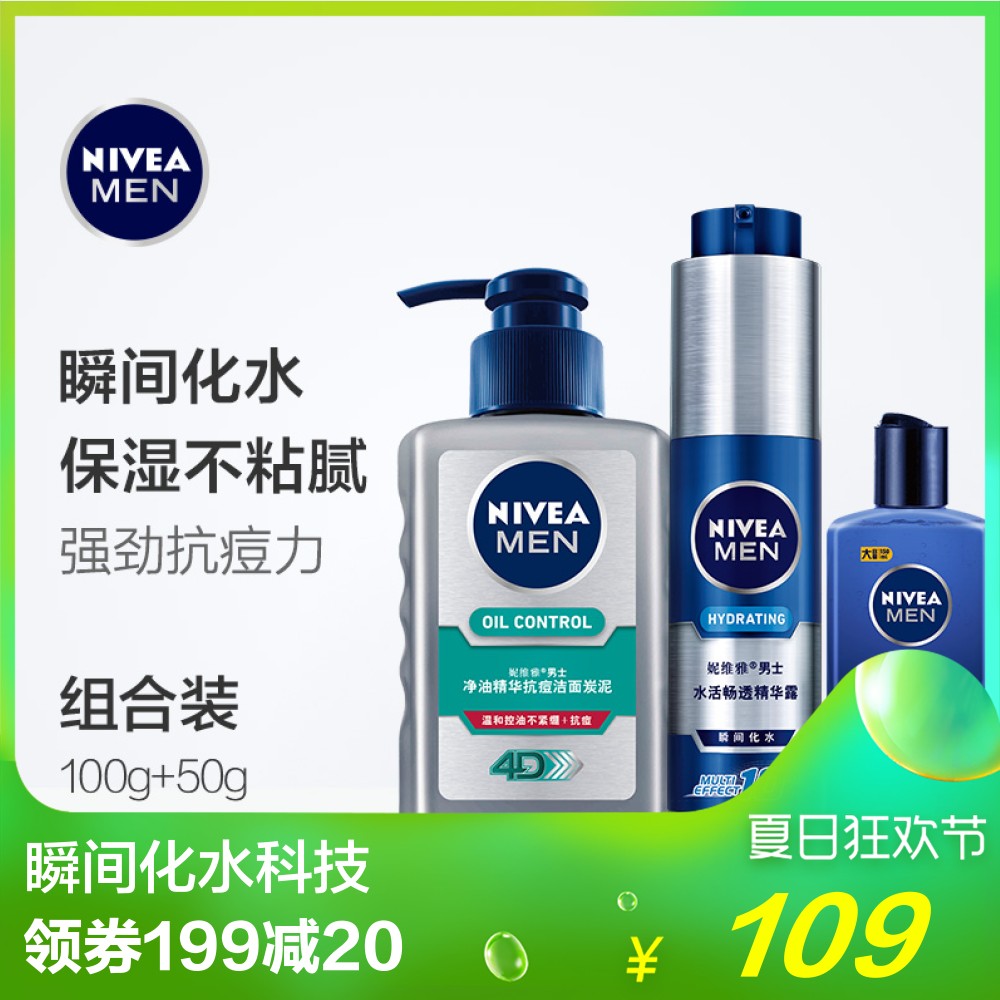 NIVEA
MEN
瞬间化水
保湿不粘腻
强劲抗痘力
组合装
100g+50g
NIVEA
MEN
OIL CONTROL
妮维雅®男士
净油精华抗痘洁面炭泥
温和控油不紧绷+抗痘
4D
NIVEA
MEN
HYDRATING
妮维雅®男士
水活畅透精华露
瞬间化水
MULTI
EFFECT
NIVEA
MEN
瞬间化水科技
领券199减20
夏日狂欢节
¥ 109